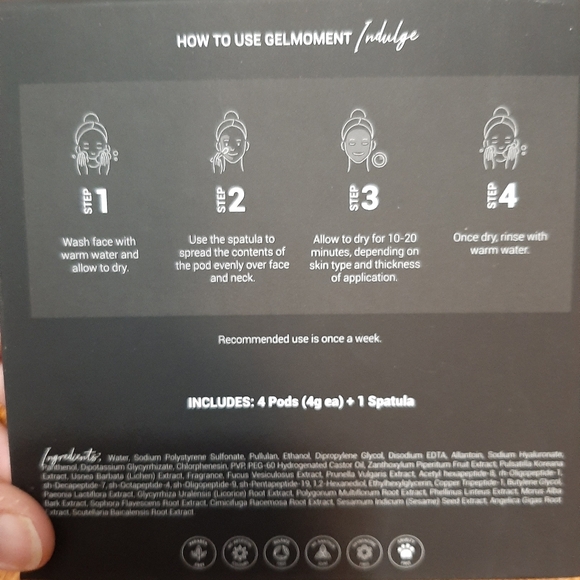 HOW TO USE GELMOMENT Indulge
STEP 1
Wash face with
warm water and
allow to dry.
STEP 2
Use the spatula to
spread the contents of
the pod evenly over face
and neck.
STEP 3
Allow to dry for 10-20
minutes, depending on
skin type and thickness
of application.
STEP 4
Once dry, rinse with
warm water.
Recommended use is once a week.
INCLUDES: 4 Pods (4g ea) + 1 Spatula
Ingredients: Water, Sodium Polystyrene Sulfonate, Pullulan, Ethanol, Dipropylene Glycol, Disodium EDTA, Allantoin, Sodium Hyaluronate,
Panthenol, Dipotassium Glycyrrhizate, Chlorphenesin, PVP, PEG-60 Hydrogenated Castor Oil, Zanthoxylum Piperitum Fruit Extract, Pulsatilla Koreana
Extract, Usnea Barbata (Lichen) Extract, Fragrance, Fucus Vesiculosus Extract, Prunella Vulgaris Extract, Acetyl hexapeptide-8, rh-Oligopeptide-1,
sh-Decapeptide-7, sh-Octapeptide-4, sh-Oligopeptide-9, sh-Pentapeptide-19, 1,2-Hexanediol, Ethylhexylglycerin, Copper Tripeptide-1, Butylene Glycol,
Paeonia Lactiflora Extract, Glycyrrhiza Uralensis (Licorice) Root Extract, Polygonum Multiflorum Root Extract, Phellinus Linteus Extract, Morus Alba
Bark Extract, Sophora Flavescens Root Extract, Cimicifuga Racemosa Root Extract, Sesamum Indicum (Sesame) Seed Extract, Angelica Gigas Root
Extract, Scutellaria Baicalensis Root Extract